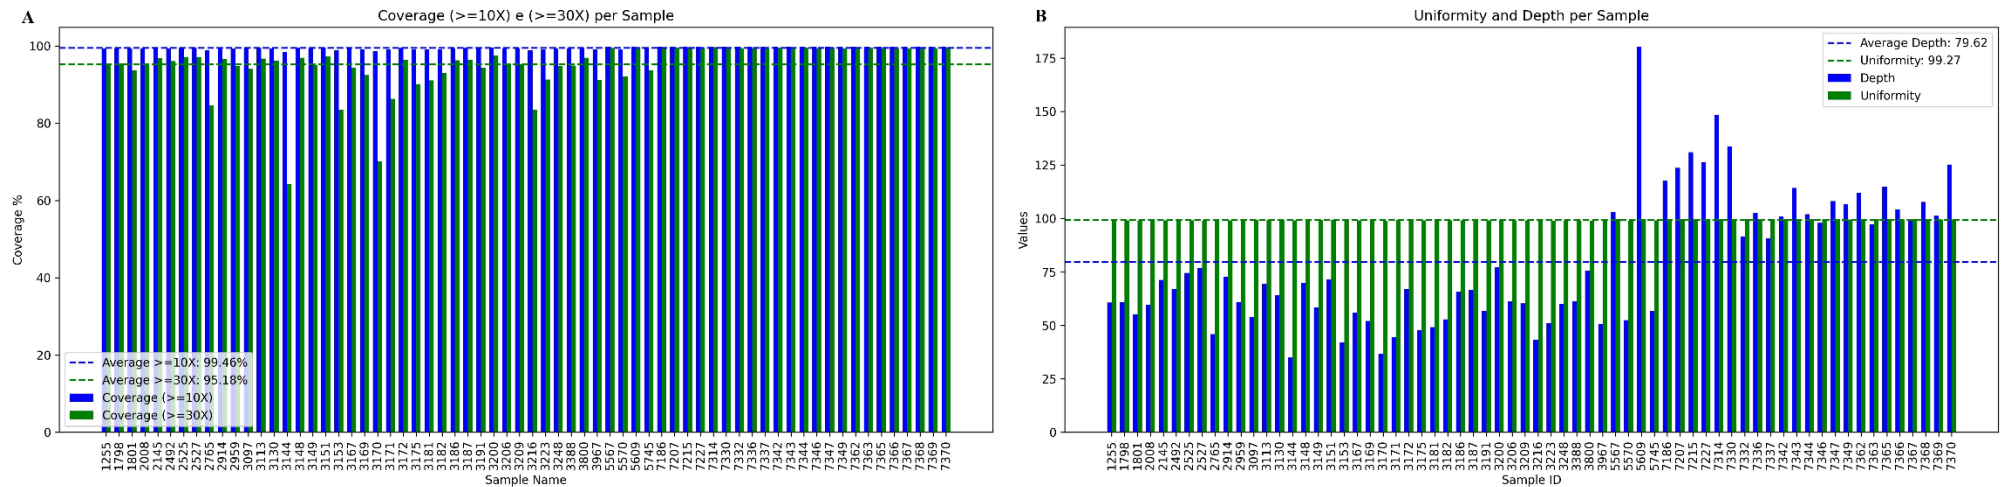 A
Coverage (>=10X) e (>=30X) per Sample
100
80
60
40
20
0
Coverage %
Average >=10X: 99.46%
Average >=30X: 95.18%
Coverage (>=10X)
Coverage (>=30X)
1255 1798 1801 2008 2145 2492 2525 2527 2765 2914 2959 3097 3113 3130 3144 3148 3149 3151 3153 3167 3169 3170 3171 3172 3175 3181 3182 3186 3187 3191 3200 3206 3209 3216 3223 3248 3388 3800 3967 5567 5570 5609 5745 7186 7207 7215 7227 7314 7330 7332 7336 7337 7342 7343 7344 7346 7347 7349 7362 7363 7365 7366 7367 7368 7369 7370
Sample Name
B
Uniformity and Depth per Sample
175
150
125
100
75
50
25
0
Values
Average Depth: 79.62
Uniformity: 99.27
Depth
Uniformity
1255 1798 1801 2008 2145 2492 2525 2527 2765 2914 2959 3097 3113 3130 3144 3148 3149 3151 3153 3167 3169 3170 3171 3172 3175 3181 3182 3186 3187 3191 3200 3206 3209 3216 3223 3248 3388 3800 3967 5567 5570 5609 5745 7186 7207 7215 7227 7314 7330 7332 7336 7337 7342 7343 7344 7346 7347 7349 7362 7363 7365 7366 7367 7368 7369 7370
Sample ID